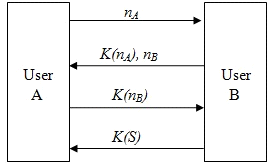 n_A
K(n_A), n_B
User
A
User
B
K(n_B)
K(S)